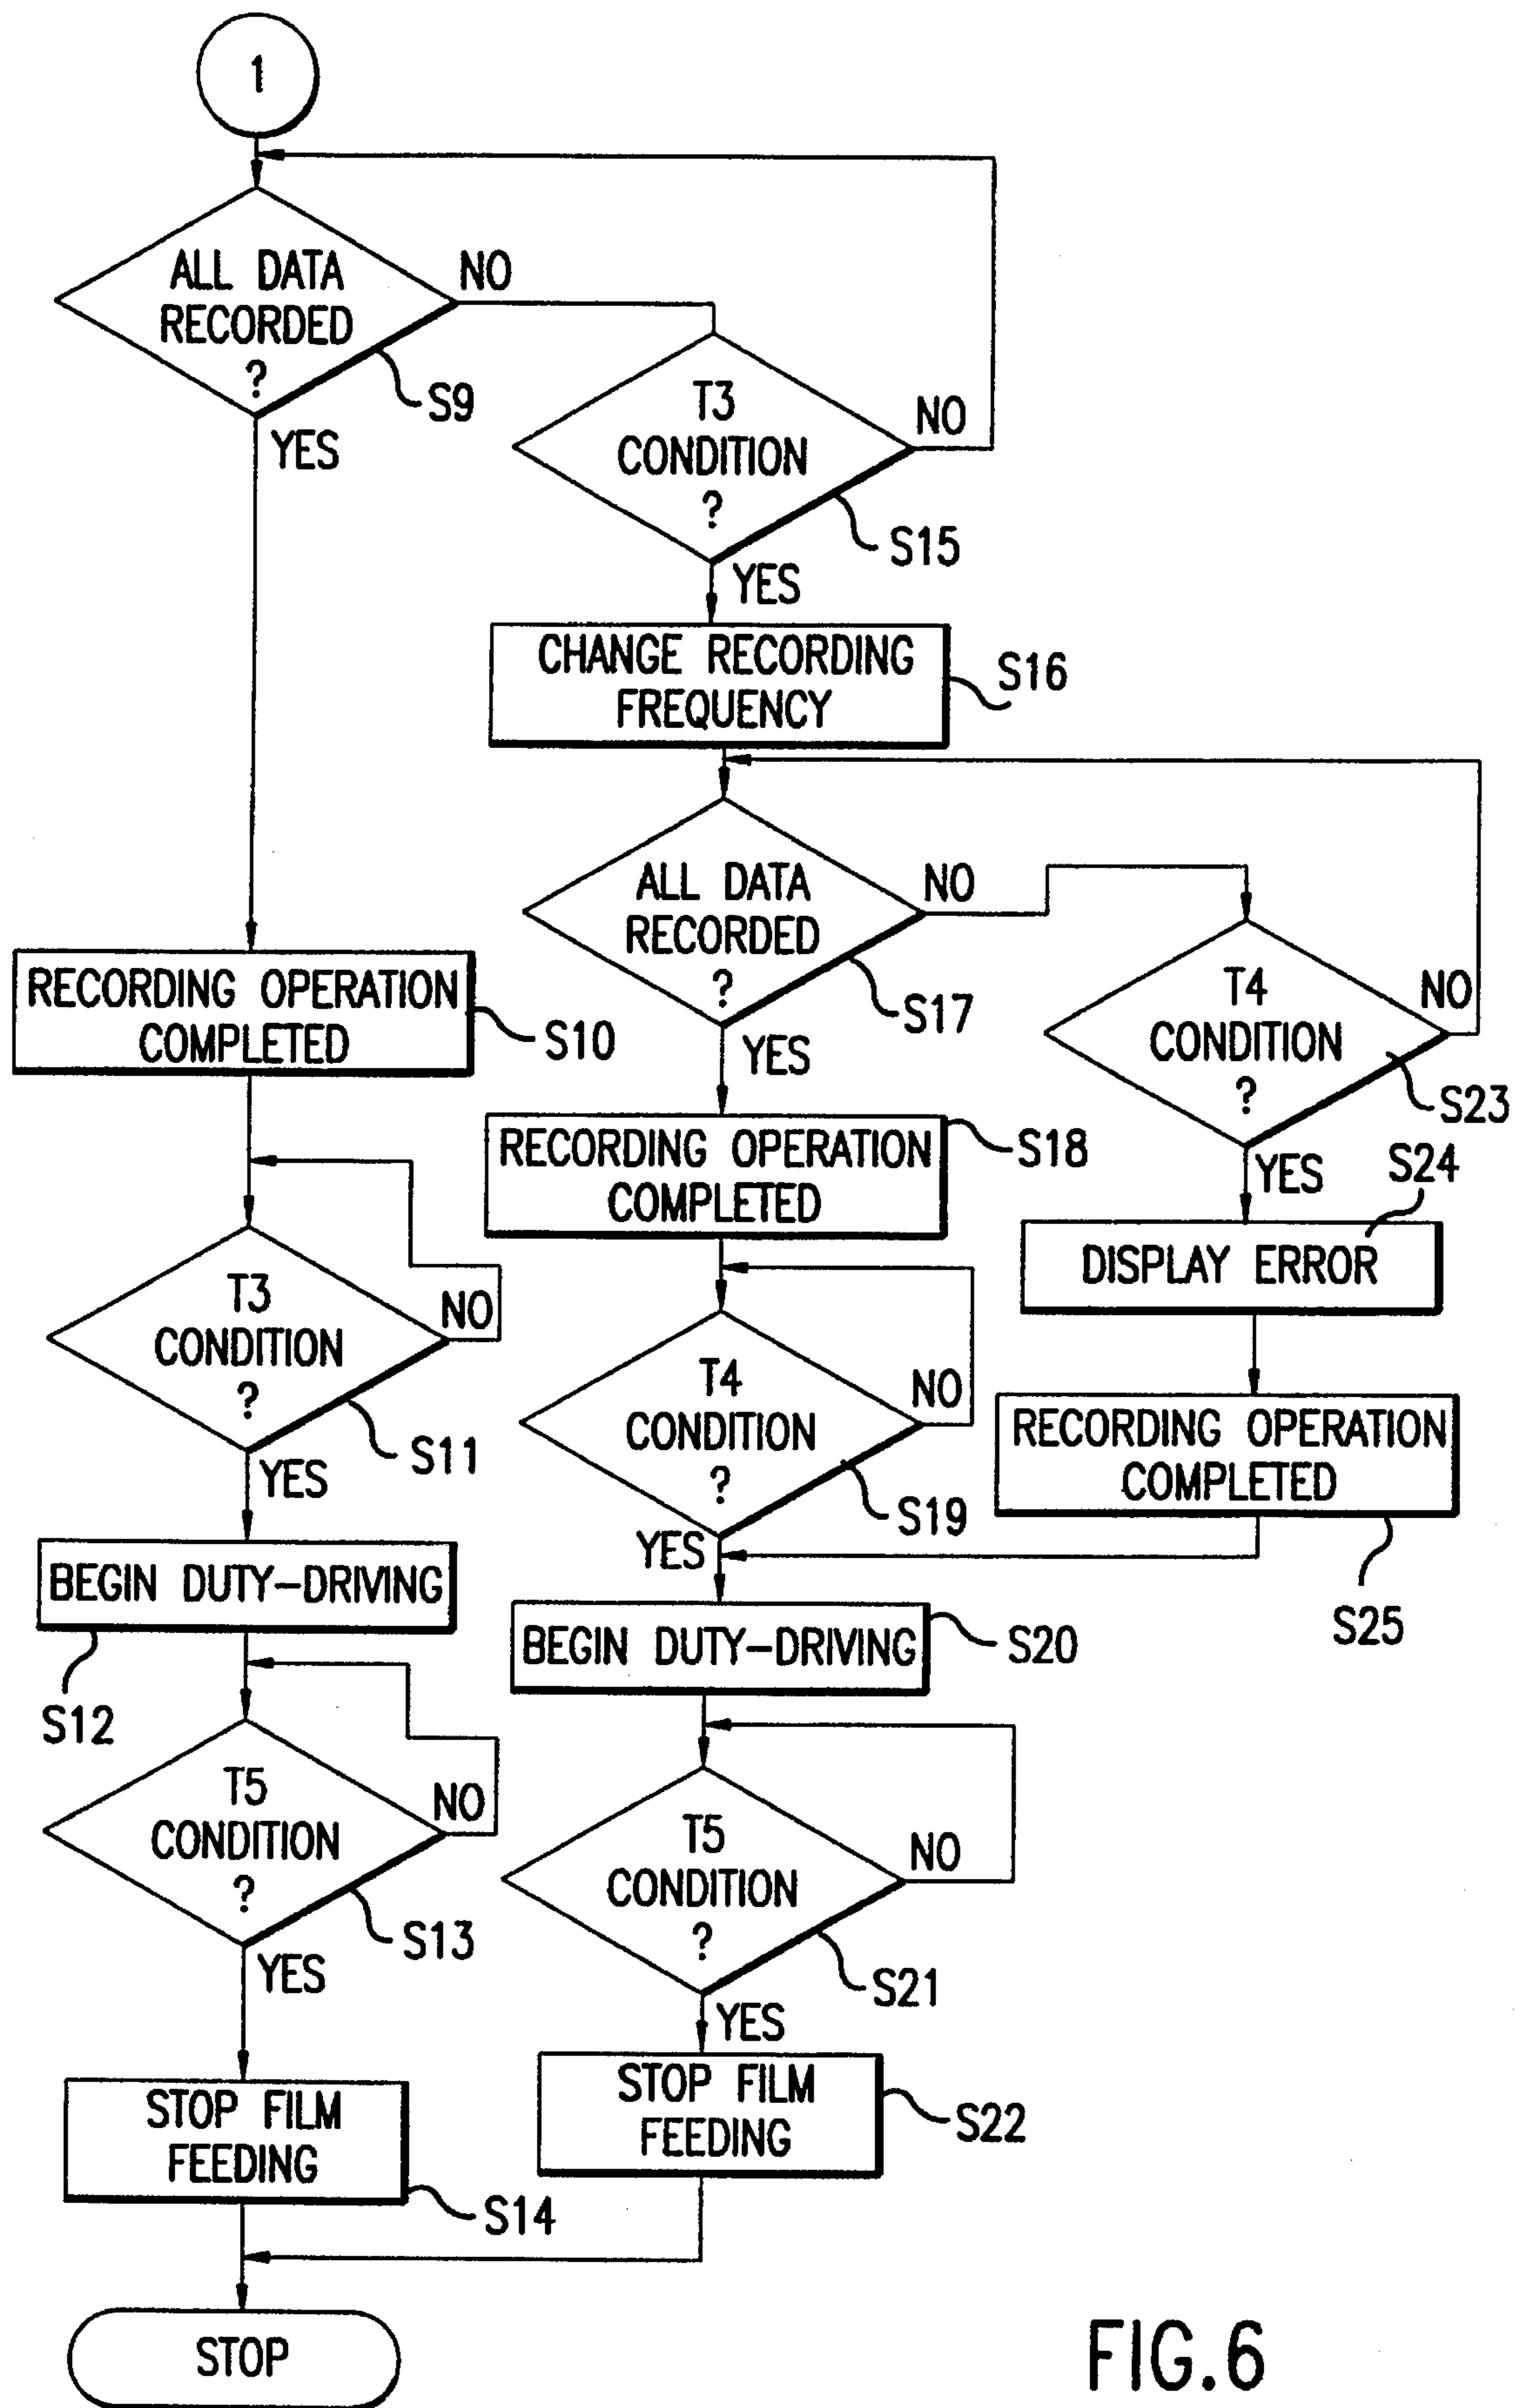 1
ALL DATA
RECORDED
?
NO
S9
YES
T3
CONDITION
?
NO
S15
YES
CHANGE RECORDING
FREQUENCY
S16
ALL DATA
RECORDED
?
NO
S17
YES
T4
CONDITION
?
NO
S23
YES
RECORDING OPERATION
COMPLETED
S10
RECORDING OPERATION
COMPLETED
S18
S24
DISPLAY ERROR
T3
CONDITION
?
NO
S11
YES
T4
CONDITION
?
NO
S19
YES
RECORDING OPERATION
COMPLETED
S25
BEGIN DUTY-DRIVING
S12
BEGIN DUTY-DRIVING
S20
T5
CONDITION
?
NO
S13
YES
T5
CONDITION
?
NO
S21
YES
STOP FILM
FEEDING
S14
STOP FILM
FEEDING
S22
STOP
FIG.6